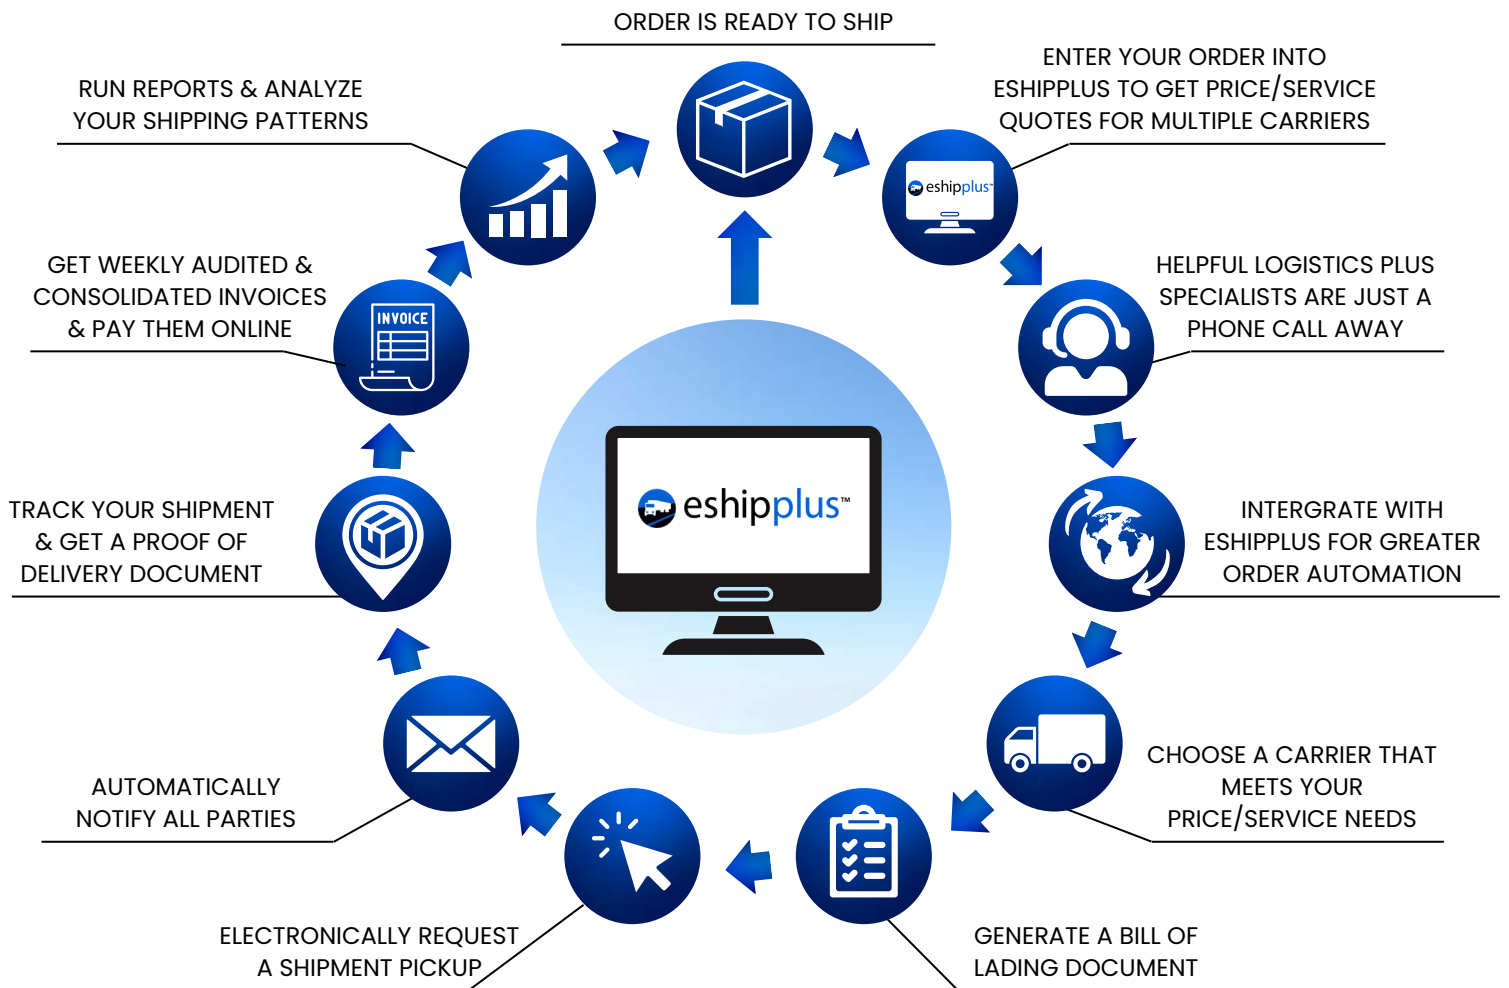 ORDER IS READY TO SHIP
ENTER YOUR ORDER INTO
ESHIPPLUS TO GET PRICE/SERVICE
QUOTES FOR MULTIPLE CARRIERS
eshipplus™
HELPFUL LOGISTICS PLUS
SPECIALISTS ARE JUST A
PHONE CALL AWAY
INTERGRATE WITH
ESHIPPLUS FOR GREATER
ORDER AUTOMATION
CHOOSE A CARRIER THAT
MEETS YOUR
PRICE/SERVICE NEEDS
GENERATE A BILL OF
LADING DOCUMENT
ELECTRONICALLY REQUEST
A SHIPMENT PICKUP
AUTOMATICALLY
NOTIFY ALL PARTIES
TRACK YOUR SHIPMENT
& GET A PROOF OF
DELIVERY DOCUMENT
GET WEEKLY AUDITED &
CONSOLIDATED INVOICES
& PAY THEM ONLINE
INVOICE
RUN REPORTS & ANALYZE
YOUR SHIPPING PATTERNS
eshipplus™